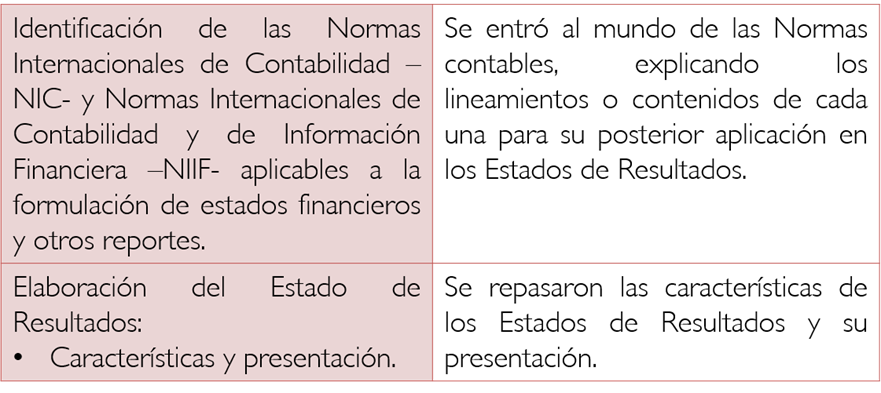 Identificación de las Normas
Internacionales de Contabilidad –
NIC- y Normas Internacionales de
Contabilidad y de Información
Financiera –NIIF- aplicables a la
formulación de estados financieros
y otros reportes.
Se entró al mundo de las Normas
contables, explicando los
lineamientos o contenidos de cada
una para su posterior aplicación en
los Estados de Resultados.
Elaboración del Estado de
Resultados:
• Características y presentación.
Se repasaron las características de
los Estados de Resultados y su
presentación.